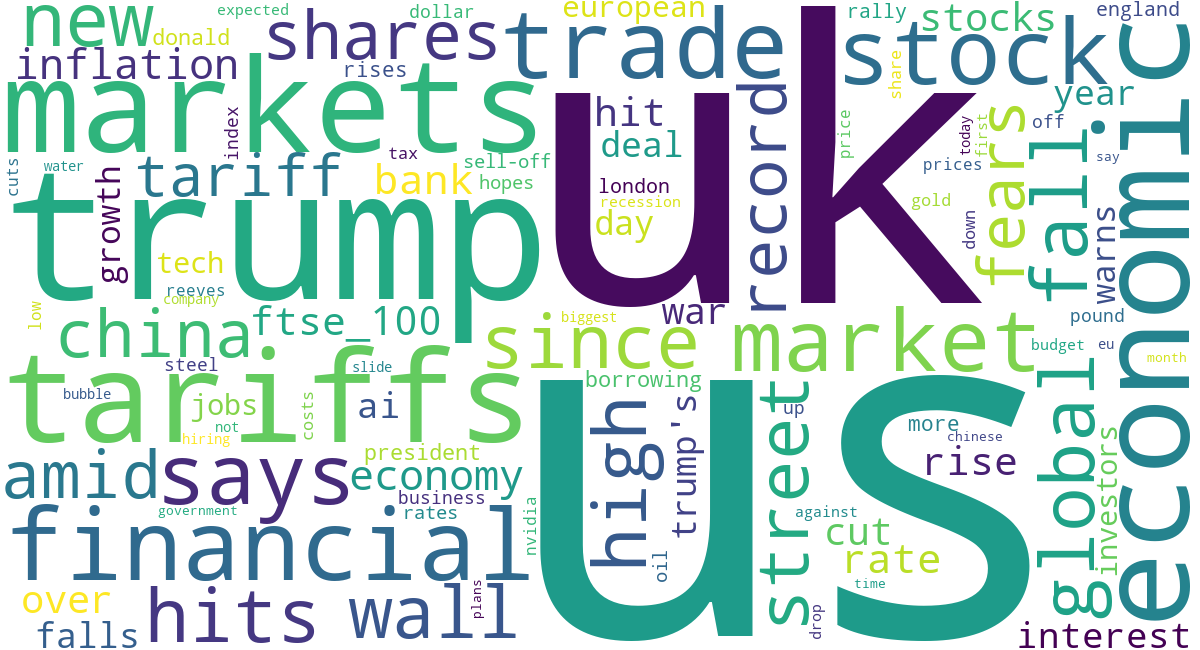 new
donald
expected
dollar
shares
european
trade
rally
stocks
england
stock
inflation
rises
markets
hit
deal
record
price
share
year
off
today
first
say
fears
fall
economic
cuts
water
index
tax
tariff
bank
sell-off
hopes
london
recession
day
uk
prices
gold
down
warns
growth
trump
tech
reeves
company
low
china
ftse_100
since
biggest
war
market
pound
budget
eu
month
tariffs
steel
slide
bubble
jobs
not
hiring
costs
ai
borrowing
high
trump's
us
street
up
more
chinese
rise
global
investors
amid
says
president
economy
business
rates
government
nvidia
financial
oil
against
cut
rate
time
over
falls
hits
wall
plans
drop
interest